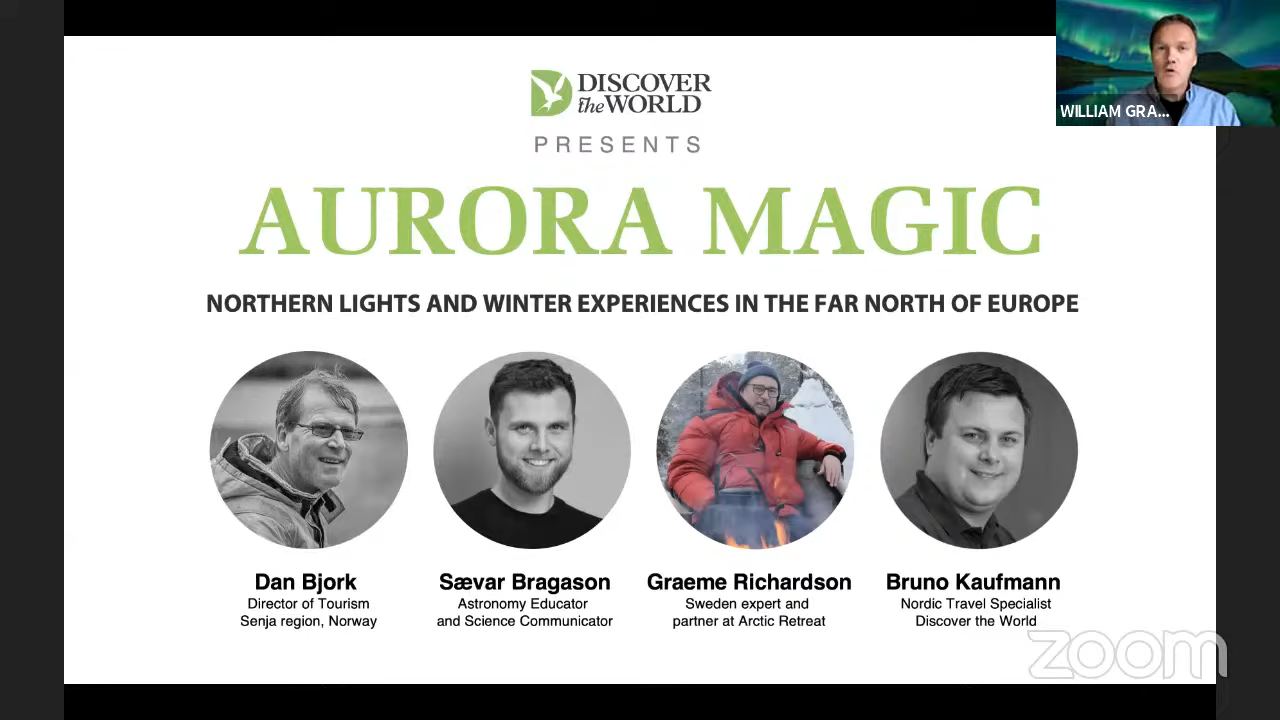 DISCOVER
the WORLD
PRESENTS
AURORA MAGIC
NORTHERN LIGHTS AND WINTER EXPERIENCES IN THE FAR NORTH OF EUROPE
Dan Bjork
Director of Tourism
Senja region, Norway
Sævar Bragason
Astronomy Educator
and Science Communicator
Graeme Richardson
Sweden expert and
partner at Arctic Retreat
Bruno Kaufmann
Nordic Travel Specialist
Discover the World
WILLIAM GRA...
zoom